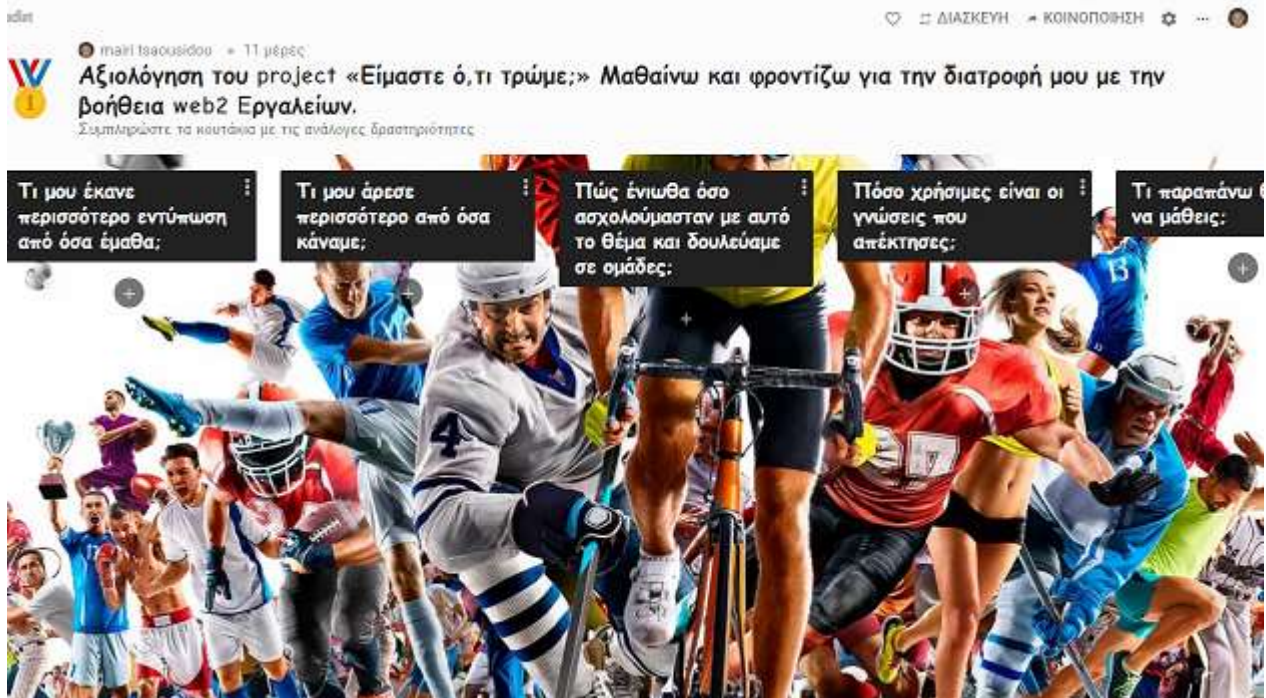 ΔΙΑΣΚΕΥΗ ΚΟΙΝΟΠΟΙΗΣΗ
mairi tsaousidou • 11 μέρες
Αξιολόγηση του project «Είμαστε ό,τι τρώμε;» Μαθαίνω και φροντίζω για την διατροφή μου με την
βοήθεια web2 Εργαλείων.
Συμπληρώστε τα κουτάκια με τις ανάλογες δραστηριότητες
Τι μου έκανε
περισσότερο εντύπωση
από όσα έμαθα;
Τι μου άρεσε
περισσότερο από όσα
κάναμε;
Πώς ένιωθα όσο
ασχολούμασταν με αυτό
το θέμα και δουλεύαμε
σε ομάδες;
Πόσο χρήσιμες είναι οι
γνώσεις που
απέκτησες;
Τι παραπάνω
να μάθεις;
1
4
13
17